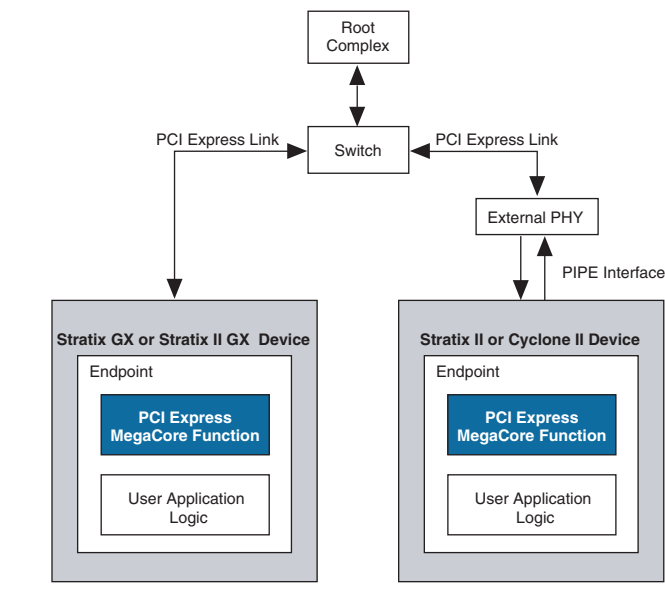 Root
Complex
PCI Express Link
Switch
PCI Express Link
External PHY
PIPE Interface
Stratix GX or Stratix II GX Device
Endpoint
PCI Express
MegaCore Function
User Application
Logic
Stratix II or Cyclone II Device
Endpoint
PCI Express
MegaCore Function
User Application
Logic